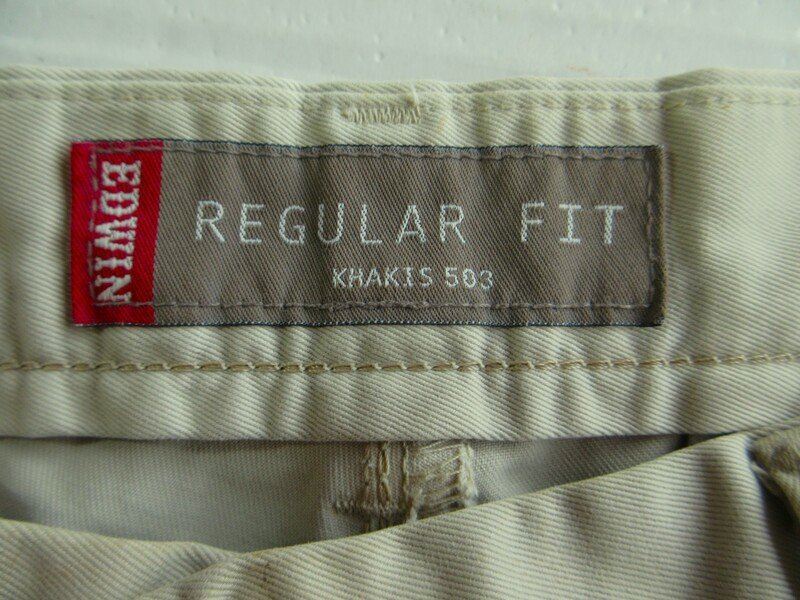 EDWIN
REGULAR FIT
KHAKIS 503